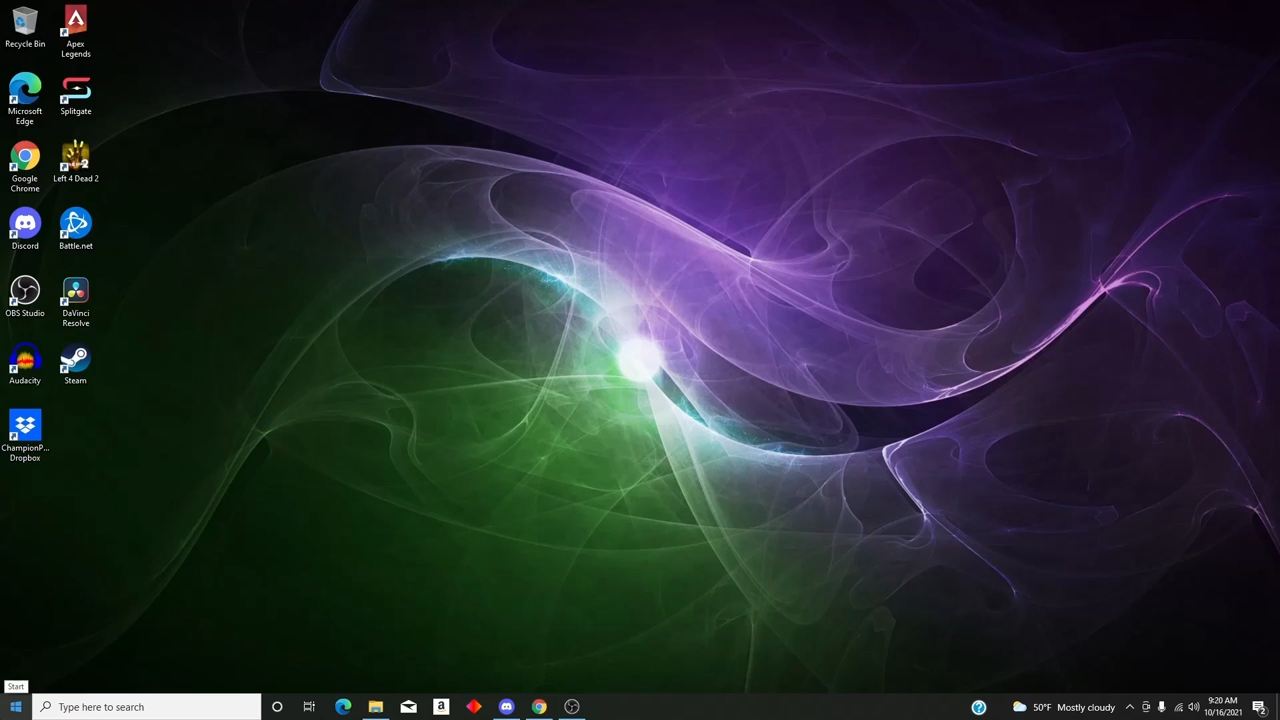 Recycle Bin
Apex
Legends
Microsoft
Edge
Splitgate
Google
Chrome
Left 4 Dead 2
Discord
Battle.net
OBS Studio
DaVinci
Resolve
Audacity
Steam
ChampionP...
Dropbox
Start
Type here to search
50°F Mostly cloudy
9:20 AM
10/16/2021
2